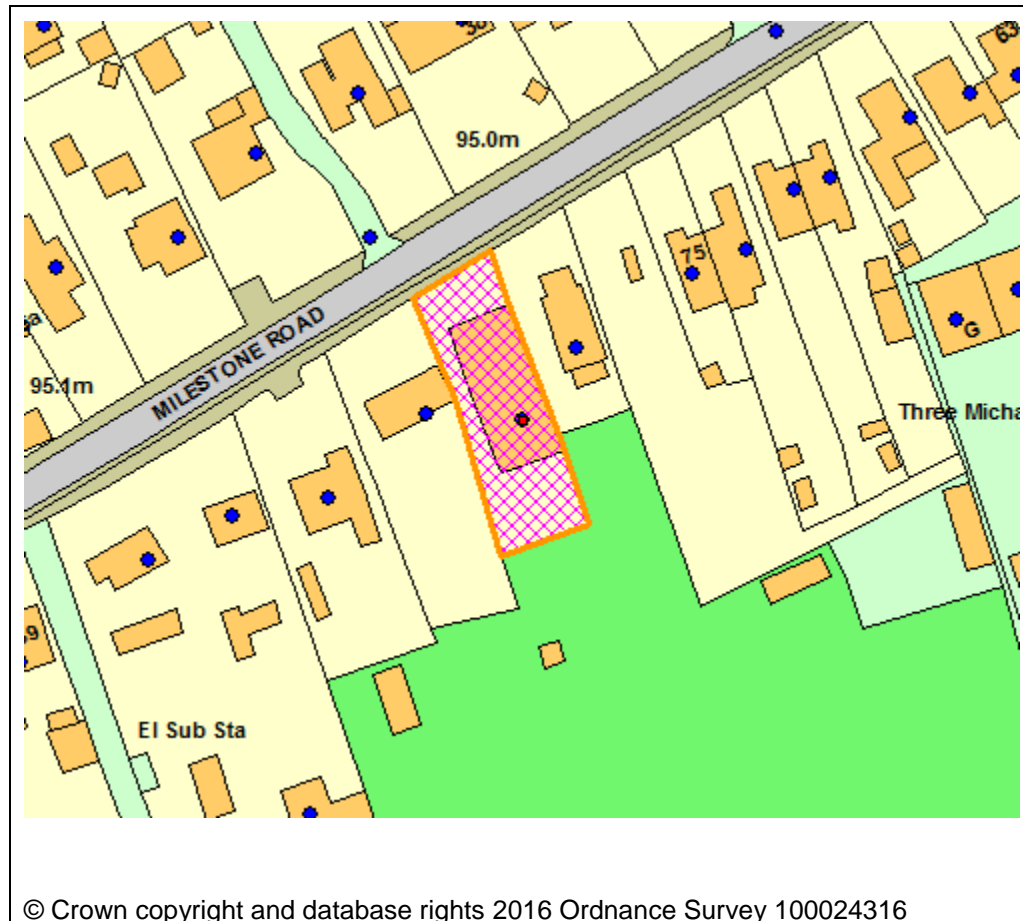 63
95.0m
75
G
MILESTONE ROAD
95.1m
Three Micha
El Sub Sta
© Crown copyright and database rights 2016 Ordnance Survey 100024316